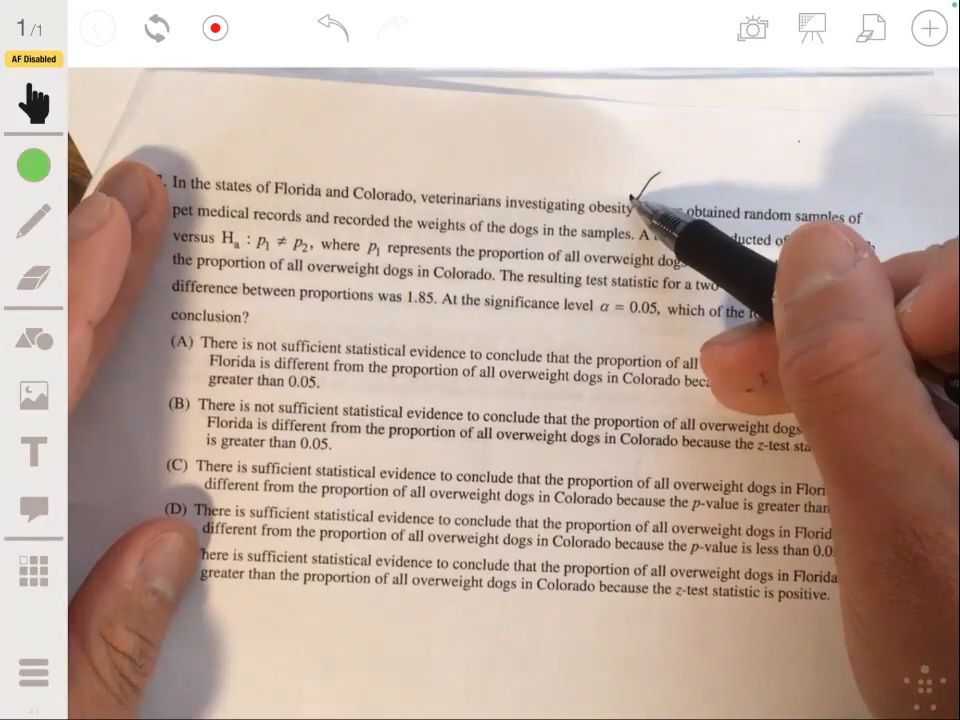 1/1
AF Disabled
T
. In the states of Florida and Colorado, veterinarians investigating obesity obtained random samples of
pet medical records and recorded the weights of the dogs in the samples. A
versus Hₐ : p₁ ≠ p₂, where p₁ represents the proportion of all overweight dogs
the proportion of all overweight dogs in Colorado. The resulting test statistic for a
difference between proportions was 1.85. At the significance level α = 0.05, which of the
conclusion?
(A) There is not sufficient statistical evidence to conclude that the proportion of all
Florida is different from the proportion of all overweight dogs in Colorado
greater than 0.05.
(B) There is not sufficient statistical evidence to conclude that the proportion of all overweight dogs
Florida is different from the proportion of all overweight dogs in Colorado because the z-test
is greater than 0.05.
(C) There is sufficient statistical evidence to conclude that the proportion of all overweight dogs in
different from the proportion of all overweight dogs in Colorado because the p-value is greater than
(D) There is sufficient statistical evidence to conclude that the proportion of all overweight dogs in
different from the proportion of all overweight dogs in Colorado because the p-value is less than
is sufficient statistical evidence to conclude that the proportion of all overweight dogs in Florida
greater than the proportion of all overweight dogs in Colorado because the z-test statistic is positive.